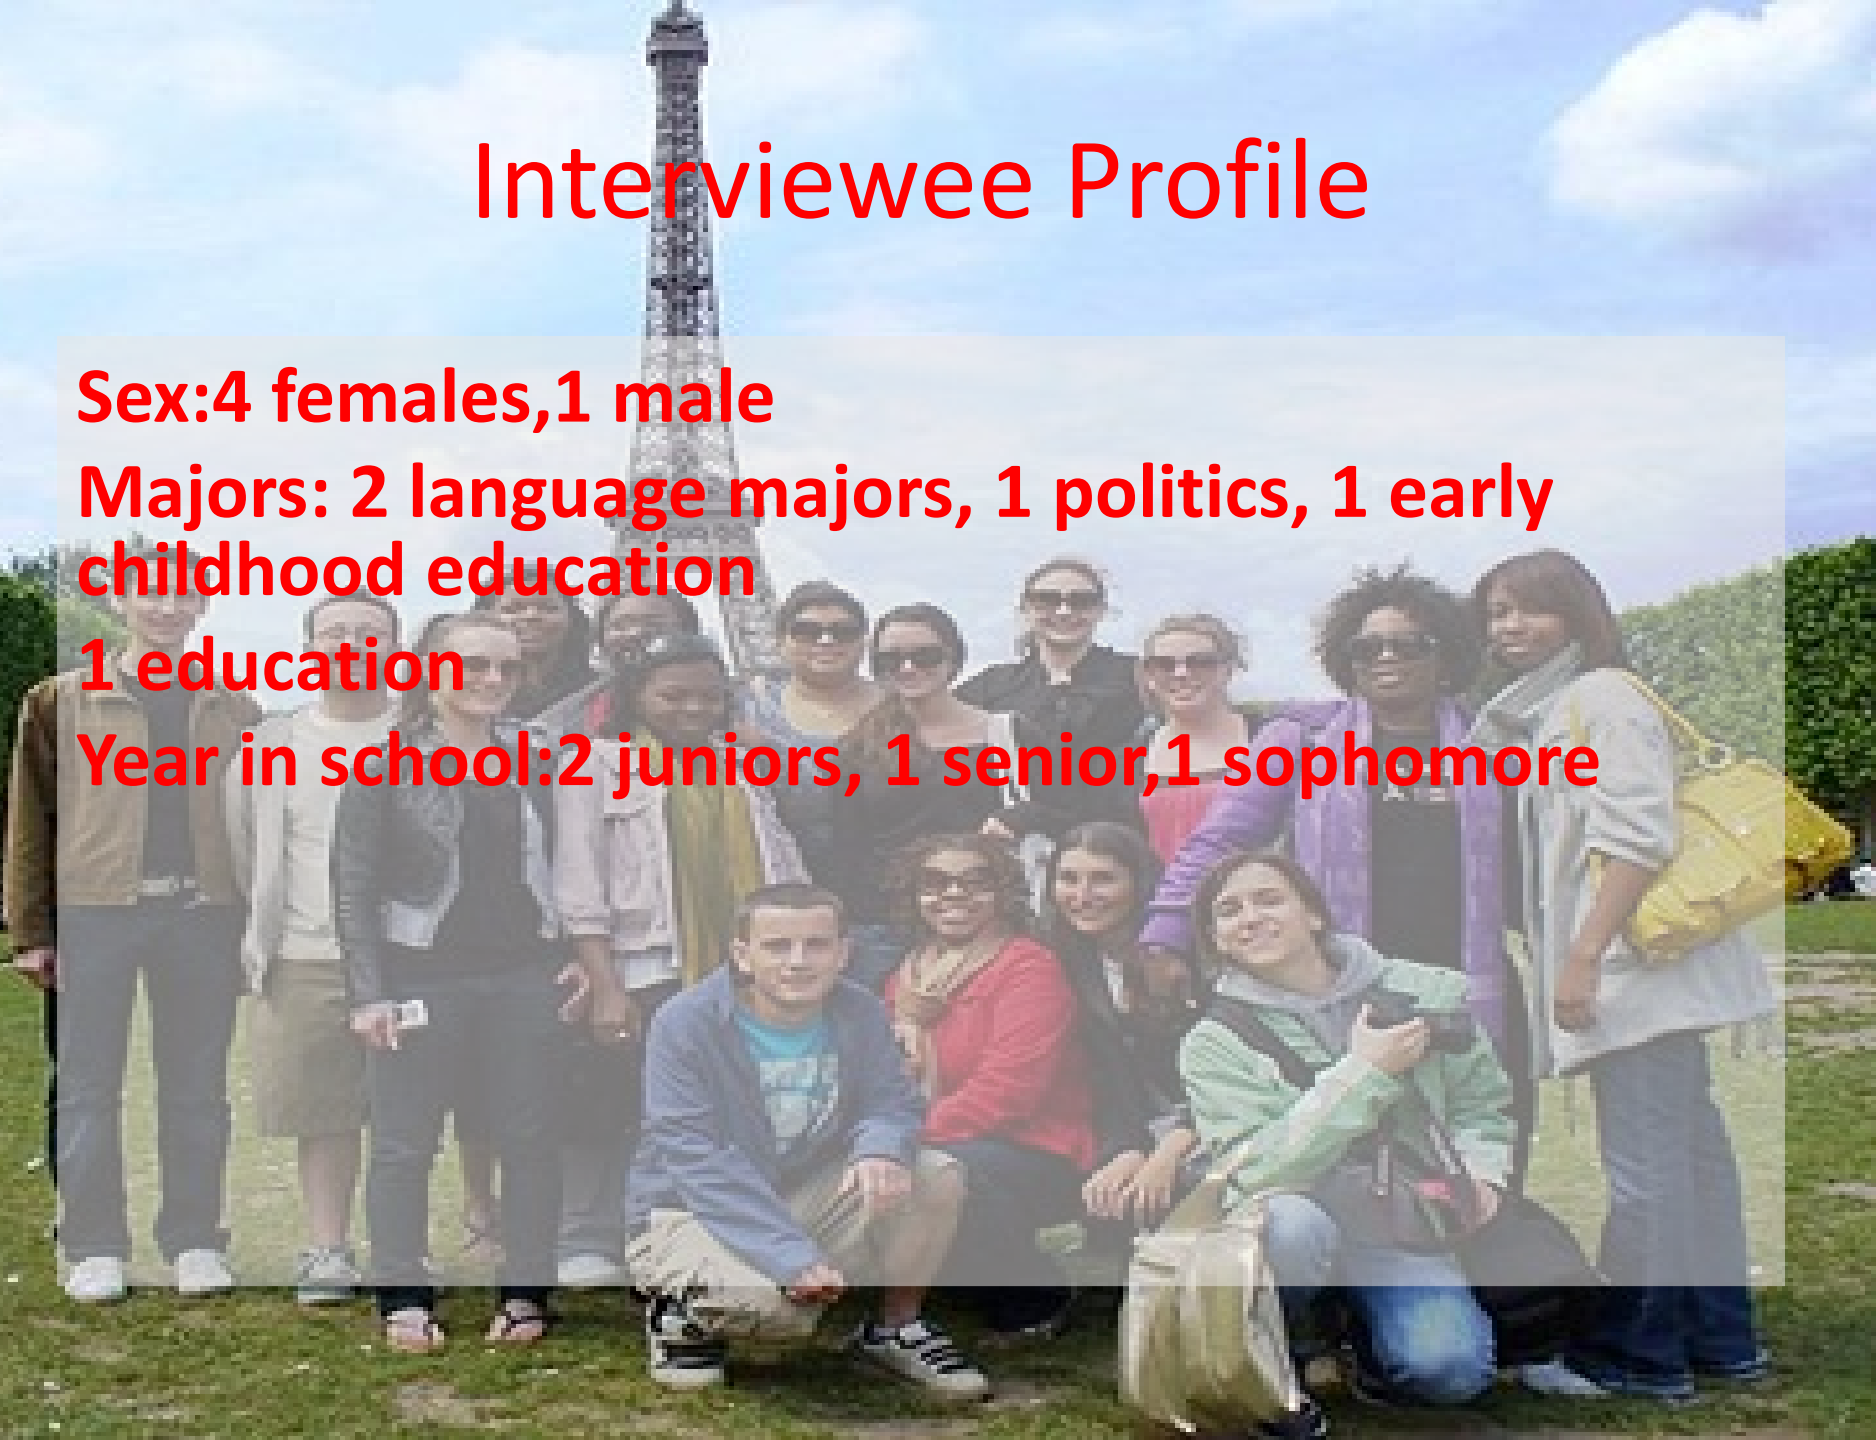 Interviewee Profile
Sex:4 females,1 male
Majors: 2 language majors, 1 politics, 1 early
childhood education
1 education
Year in school:2 juniors, 1 senior,1 sophomore